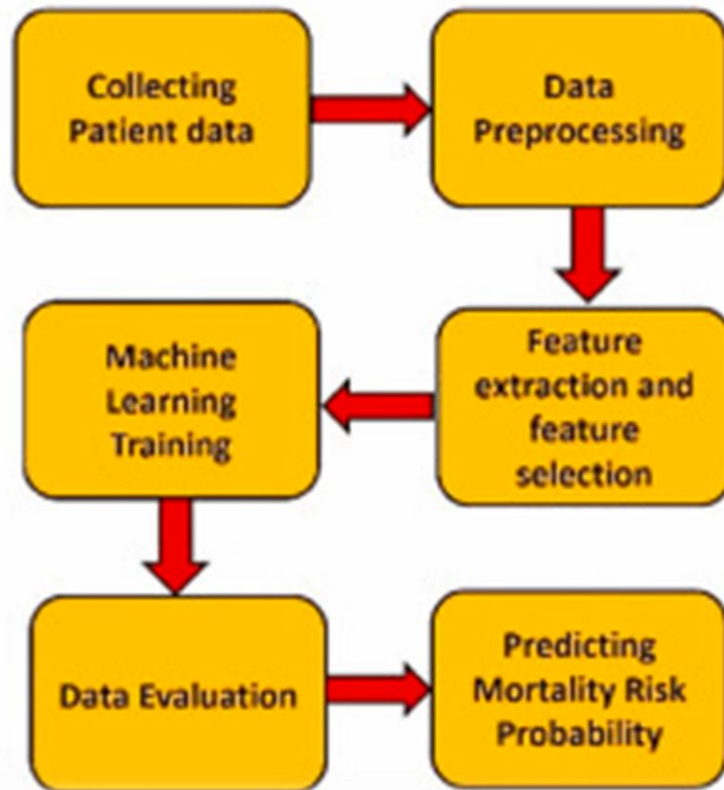 Collecting
Patient data
Data
Preprocessing
Feature
extraction and
feature
selection
Machine
Learning
Training
Data Evaluation
Predicting
Mortality Risk
Probability